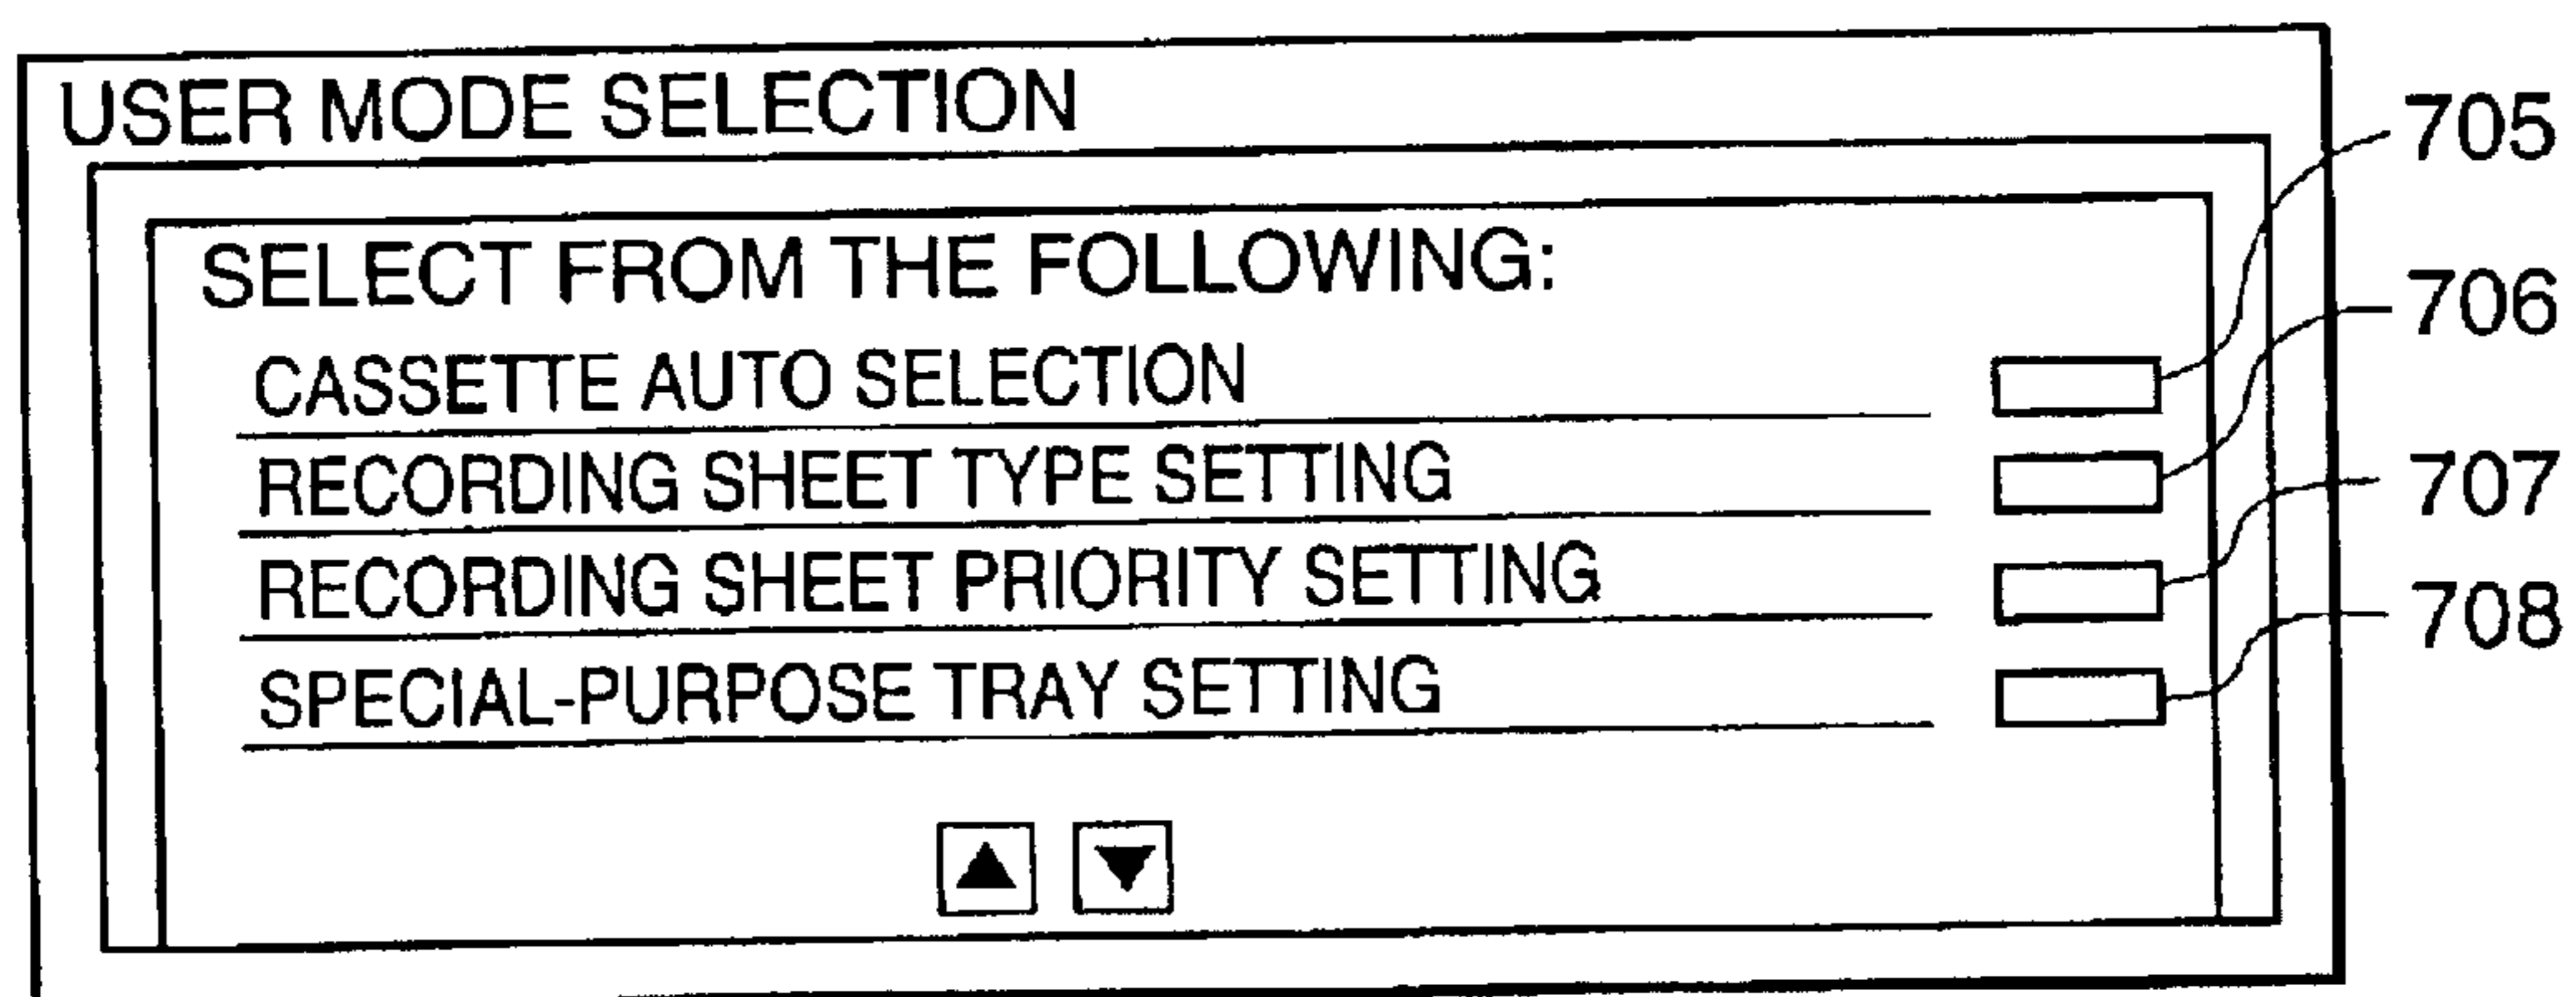 USER MODE SELECTION
SELECT FROM THE FOLLOWING:
CASSETTE AUTO SELECTION
RECORDING SHEET TYPE SETTING
RECORDING SHEET PRIORITY SETTING
SPECIAL-PURPOSE TRAY SETTING
705
706
707
708